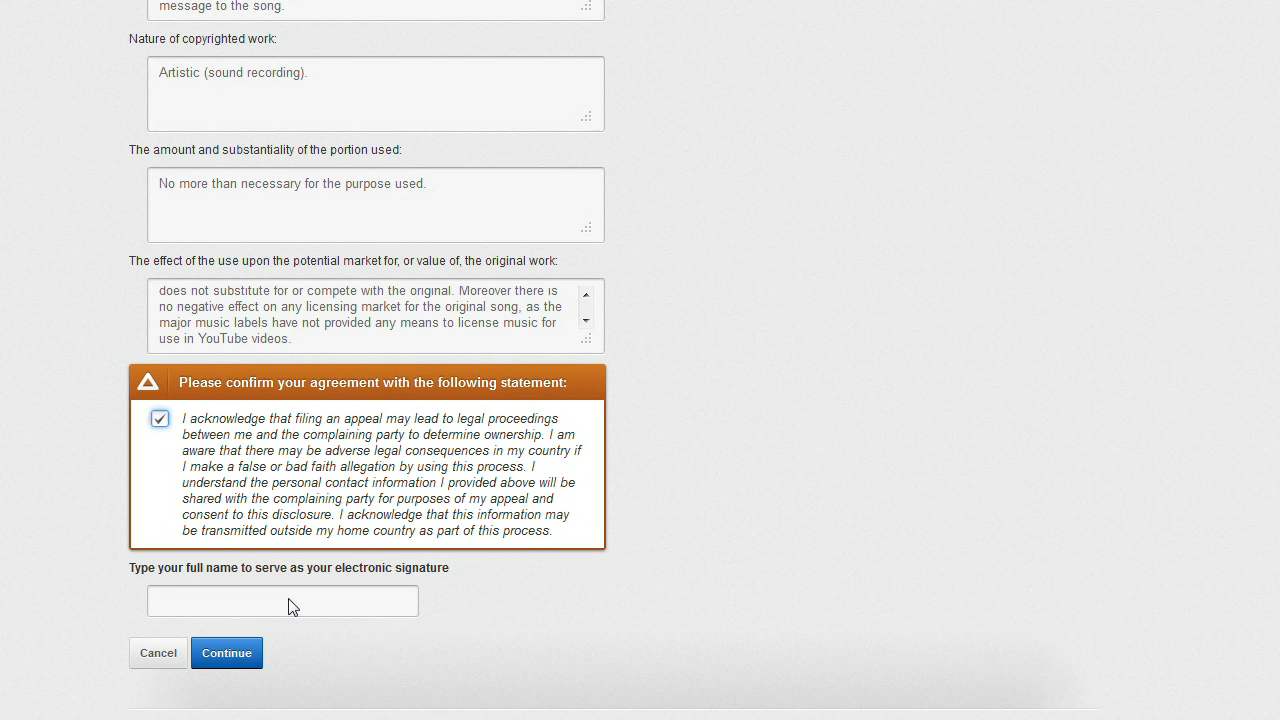 message to the song.
Nature of copyrighted work:
Artistic (sound recording).
The amount and substantiality of the portion used:
No more than necessary for the purpose used.
The effect of the use upon the potential market for, or value of, the original work:
does not substitute for or compete with the original. Moreover there is
no negative effect on any licensing market for the original song, as the
major music labels have not provided any means to license music for
use in YouTube videos.
Please confirm your agreement with the following statement:
I acknowledge that filing an appeal may lead to legal proceedings
between me and the complaining party to determine ownership. I am
aware that there may be adverse legal consequences in my country if
I make a false or bad faith allegation by using this process. I
understand the personal contact information I provided above will be
shared with the complaining party for purposes of my appeal and
consent to this disclosure. I acknowledge that this information may
be transmitted outside my home country as part of this process.
Type your full name to serve as your electronic signature
Cancel Continue